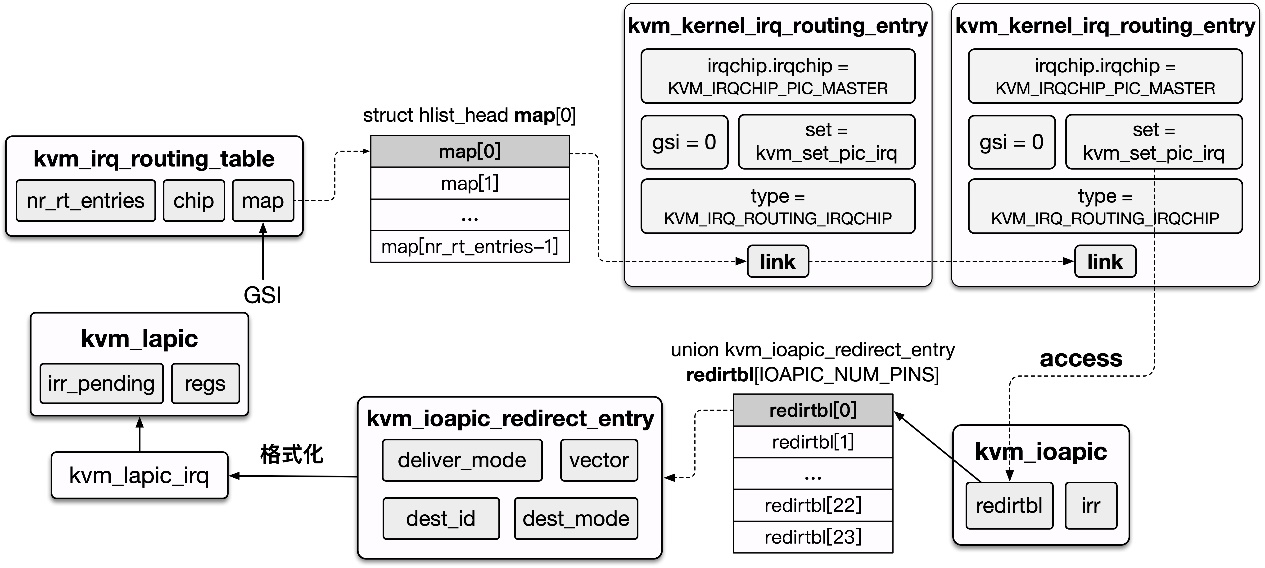 kvm_kernel_irq_routing_entry
irqchip.irqchip =
KVM_IRQCHIP_PIC_MASTER
gsi = 0
set =
kvm_set_pic_irq
type =
KVM_IRQ_ROUTING_IRQCHIP
link
kvm_kernel_irq_routing_entry
irqchip.irqchip =
KVM_IRQCHIP_PIC_MASTER
gsi = 0
set =
kvm_set_pic_irq
type =
KVM_IRQ_ROUTING_IRQCHIP
link
struct hlist_head map[0]
map[0]
map[1]
...
map[nr_rt_entries–1]
kvm_irq_routing_table
nr_rt_entries
chip
map
GSI
kvm_lapic
irr_pending
regs
kvm_lapic_irq
格式化
kvm_ioapic_redirect_entry
deliver_mode
vector
dest_id
dest_mode
union kvm_ioapic_redirect_entry
redirtbl[IOAPIC_NUM_PINS]
redirtbl[0]
redirtbl[1]
...
redirtbl[22]
redirtbl[23]
access
kvm_ioapic
redirtbl
irr